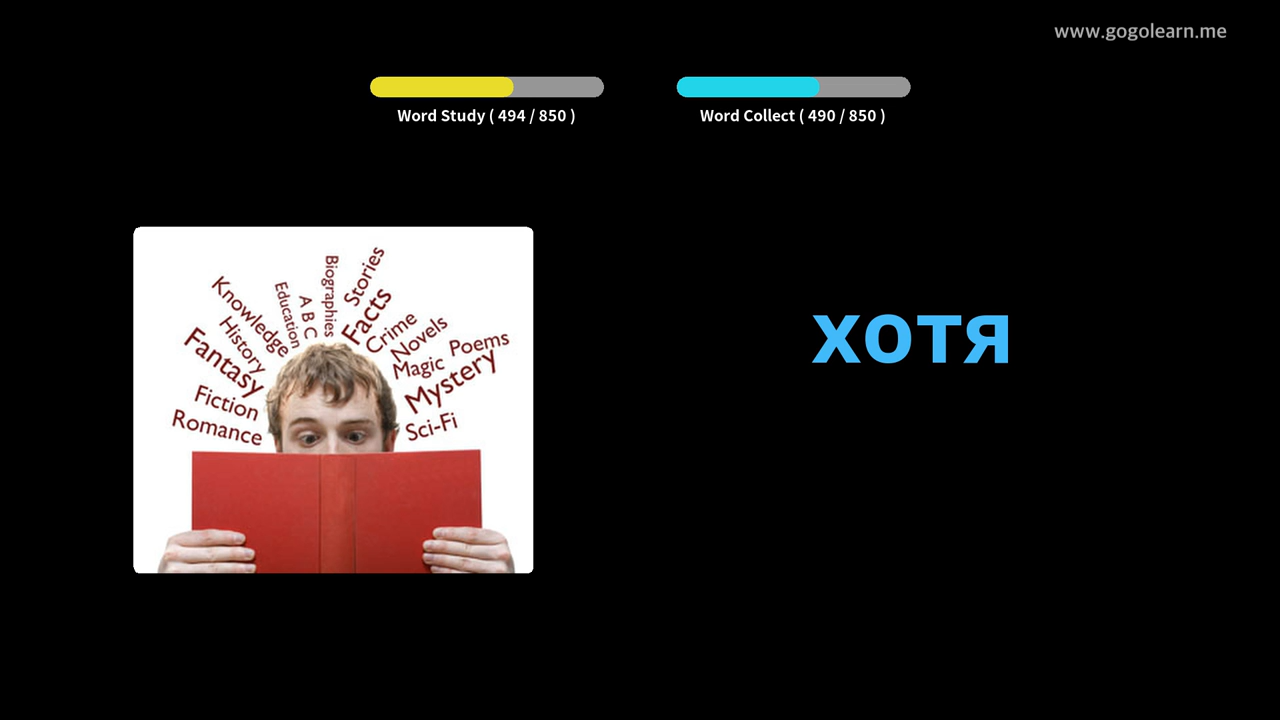 www.gogolearn.me
Word Study ( 494 / 850 )
Word Collect ( 490 / 850 )
Biographies
Stories
Knowledge
Education
A B C
Facts
History
Crime
Novels
Fantasy
Magic
Poems
Mystery
Fiction
Romance
Sci-Fi
хотя